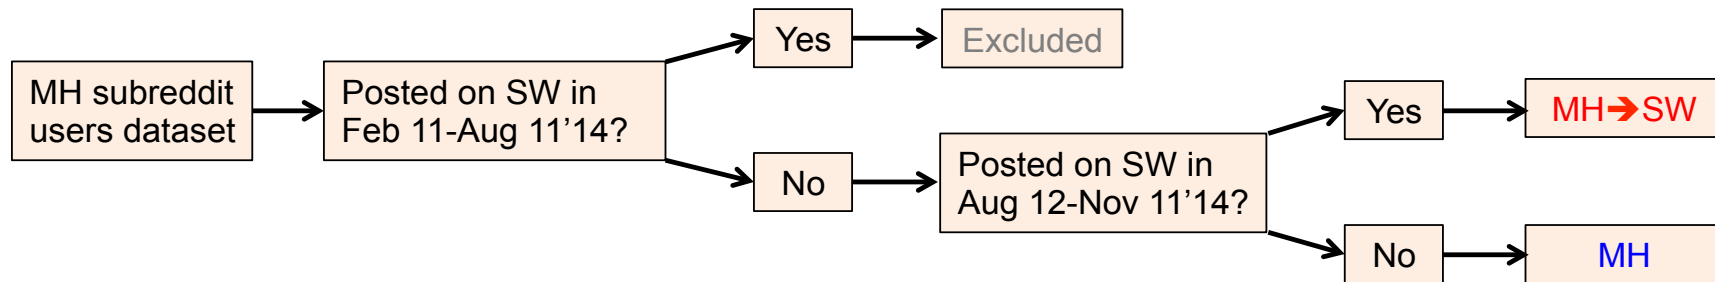 MH subreddit
users dataset
Posted on SW in
Feb 11-Aug 11’14?
Yes
Excluded
No
Posted on SW in
Aug 12-Nov 11’14?
Yes
MH➔SW
No
MH